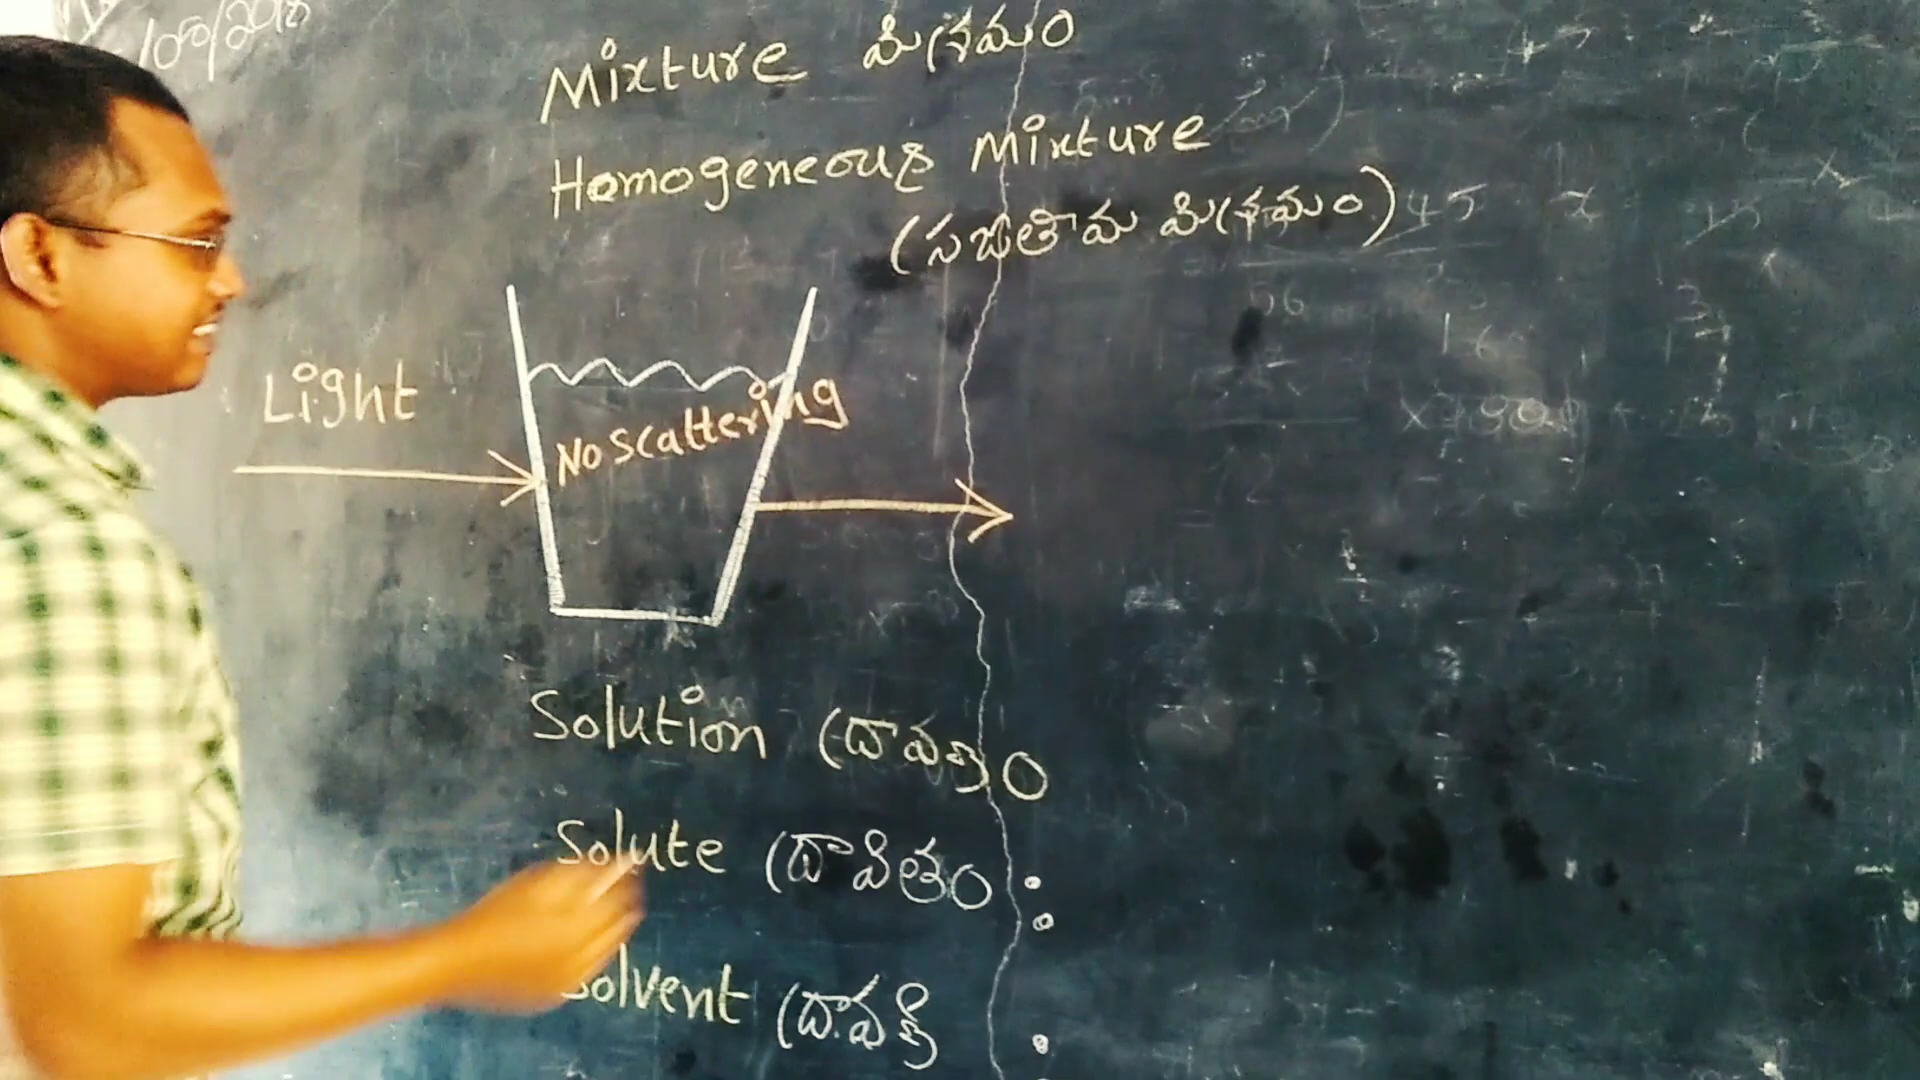 Mixture మిశ్రమం
Homogeneous Mixture
(సజాతీయ మిశ్రమం)
Light
No scattering
Solution ద్రావణం
Solute ద్రావితం :
Solvent ద్రావణి :